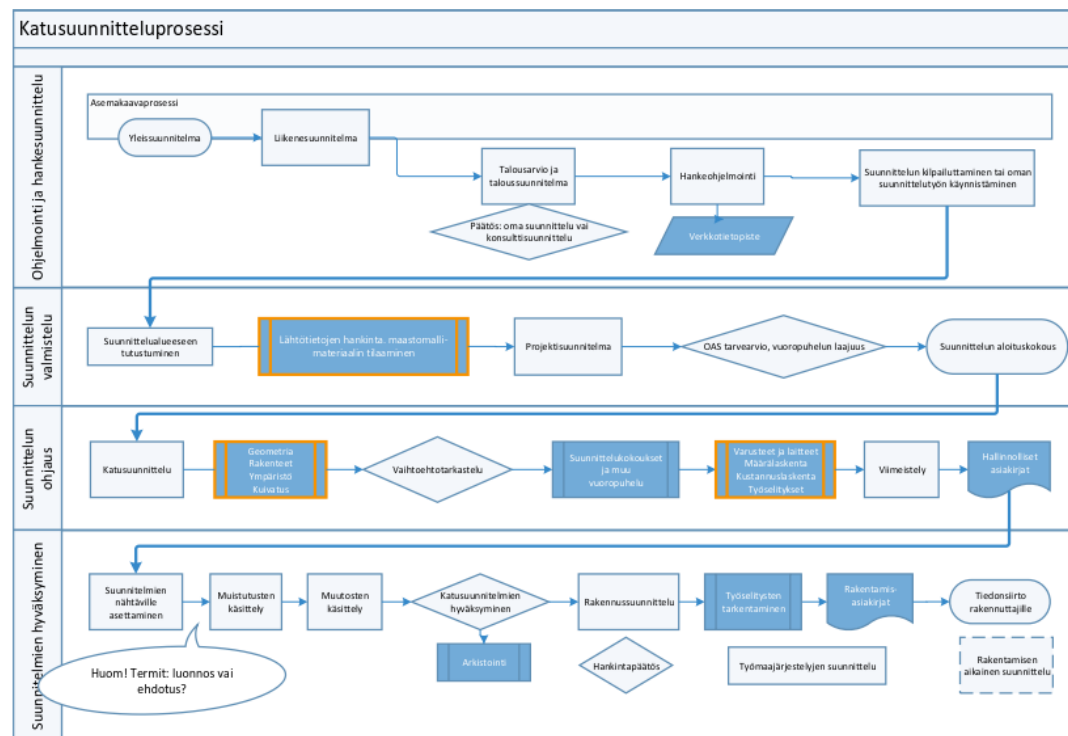 Katusuunnitteluprosessi
Ohjelmointi ja hankesuunnittelu
Asemakaavaprosessi
Yleissuunnitelma
Liikenesuunnitelma
Talousarvio ja
taloussuunnitelma
Hankeohjelmointi
Suunnittelun kilpailuttaminen tai oman
suunnittelutyön käynnistäminen
Päätös: oma suunnittelu vai
konsulttisuunnittelu
Verkkotietopiste
Suunnittelun
valmistelu
Suunnittelualueeseen
tutustuminen
Lähtötietojen hankinta. maastomalli-
materiaalin tilaaminen
Projektisuunnitelma
OAS tarvearvio, vuoropuhelun laajuus
Suunnittelun aloituskokous
Suunnittelun
ohjaus
Katusuunnittelu
Geometria
Rakenteet
Ympäristö
Kuivatus
Vaihtoehtotarkastelu
Suunnittelukokoukset
ja muu
vuoropuhelu
Varusteet ja laitteet
Määrälaskenta
Kustannuslaskenta
Työselitykset
Viimeistely
Hallinnolliset
asiakirjat
Suunnitelmien hyväksyminen
Suunnitelmien
nähtäville
asettaminen
Muistutusten
käsittely
Muutosten
käsittely
Katusuunnitelmien
hyväksyminen
Rakennussuunnittelu
Työselitysten
tarkentaminen
Rakentamis-
asiakirjat
Tiedonsiirto
rakennuttajille
Huom! Termit: luonnos vai
ehdotus?
Arkistointi
Hankintapäätös
Työmaajärjestelyjen suunnittelu
Rakentamisen
aikainen suunnittelu